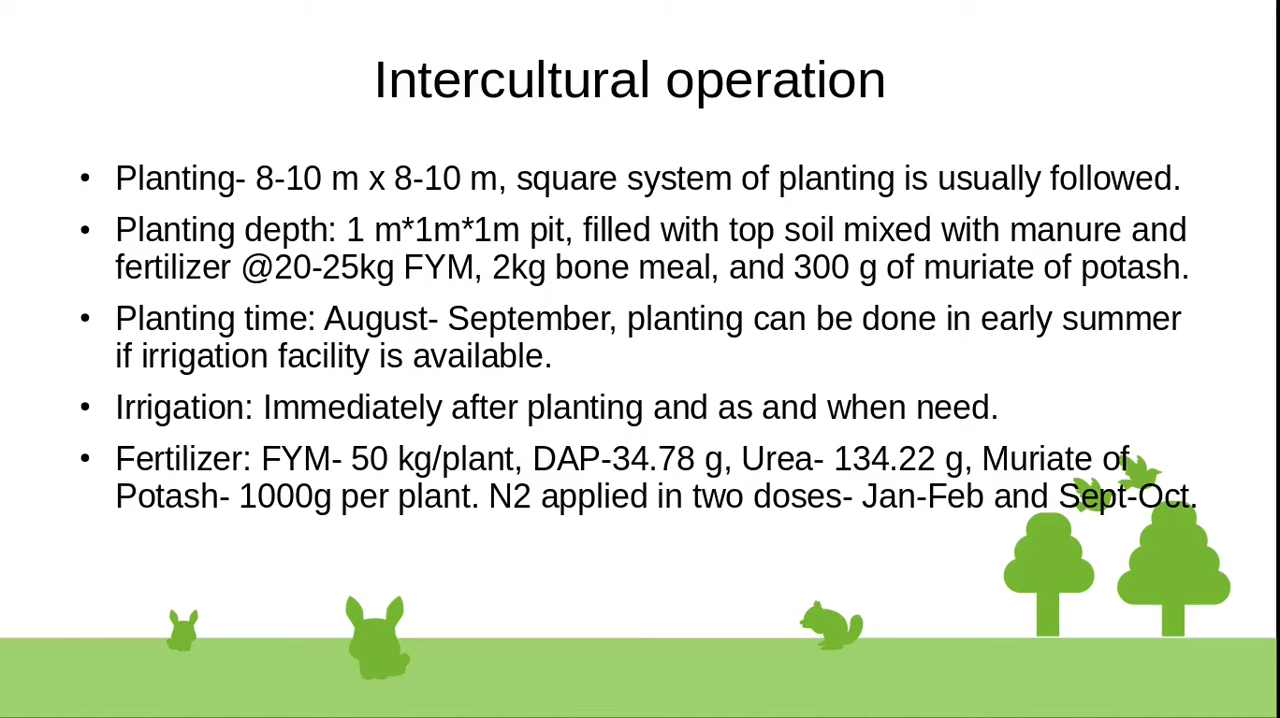 Intercultural operation
• Planting- 8-10 m x 8-10 m, square system of planting is usually followed.
• Planting depth: 1 m*1m*1m pit, filled with top soil mixed with manure and
fertilizer @20-25kg FYM, 2kg bone meal, and 300 g of muriate of potash.
• Planting time: August- September, planting can be done in early summer
if irrigation facility is available.
• Irrigation: Immediately after planting and as and when need.
• Fertilizer: FYM- 50 kg/plant, DAP-34.78 g, Urea- 134.22 g, Muriate of
Potash- 1000g per plant. N2 applied in two doses- Jan-Feb and Sept-Oct.